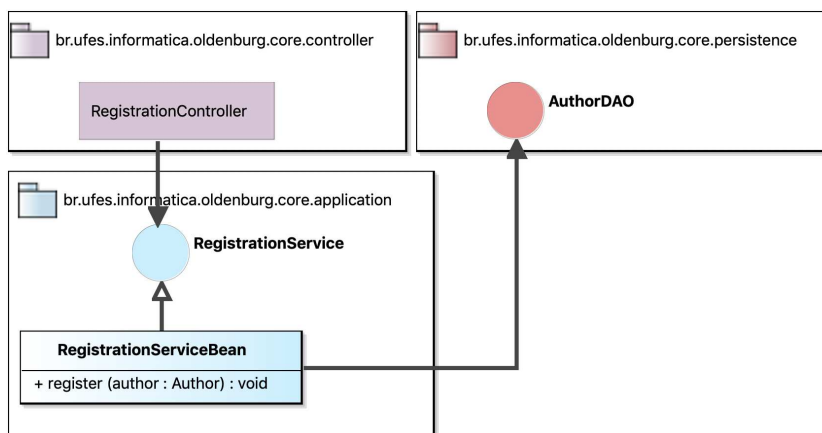 br.ufes.informatica.oldenburg.core.controller
RegistrationController
br.ufes.informatica.oldenburg.core.persistence
AuthorDAO
br.ufes.informatica.oldenburg.core.application
RegistrationService
RegistrationServiceBean
+ register (author : Author) : void